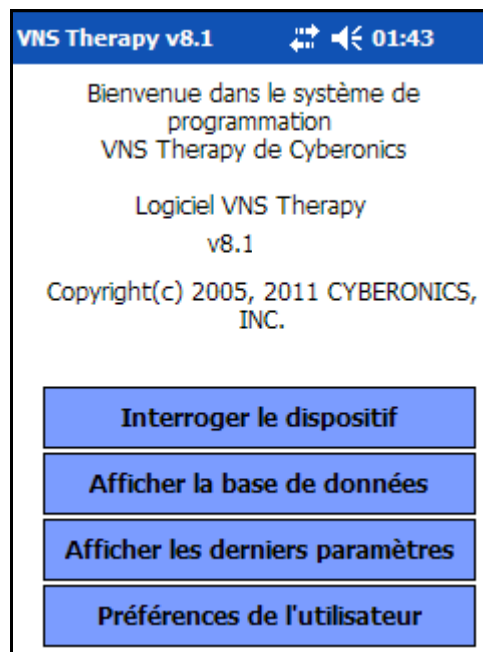 VNS Therapy v8.1 01:43
Bienvenue dans le système de
programmation
VNS Therapy de Cyberonics
Logiciel VNS Therapy
v8.1
Copyright(c) 2005, 2011 CYBERONICS,
INC.
Interroger le dispositif
Afficher la base de données
Afficher les derniers paramètres
Préférences de l'utilisateur